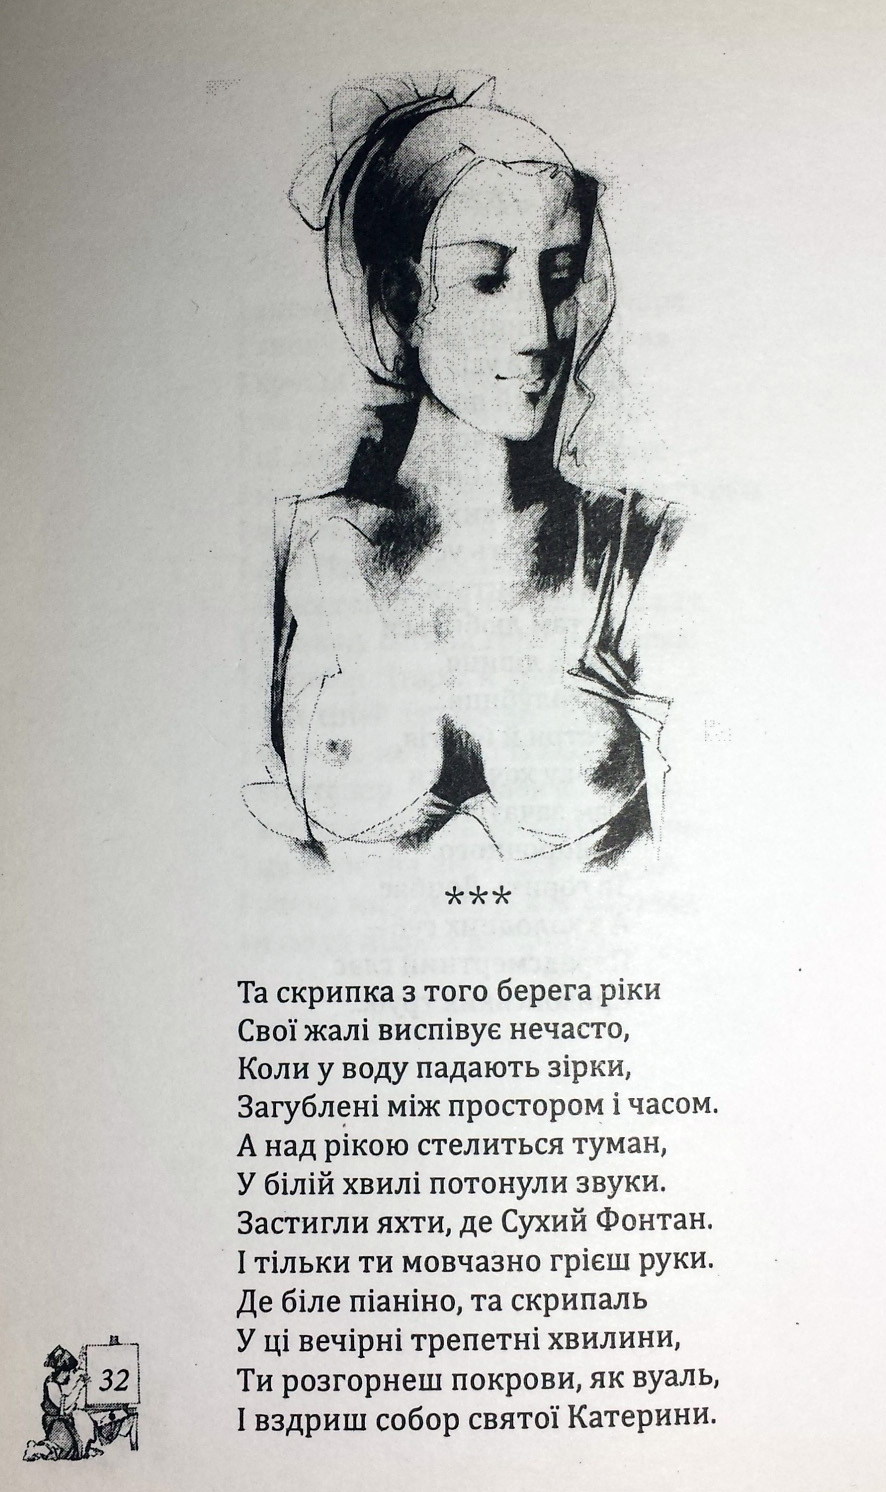 ***
Та скрипка з того берега ріки
Свої жалі виспівує нечасто,
Коли у воду падають зірки,
Загублені між простором і часом.
А над рікою стелиться туман,
У білій хвилі потонули звуки.
Застигли яхти, де Сухий Фонтан.
І тільки ти мовчазно грієш руки.
Де біле піаніно, та скрипаль
У ці вечірні трепетні хвилини,
Ти розгорнеш покрови, як вуаль,
І вздриш собор святої Катерини.
32